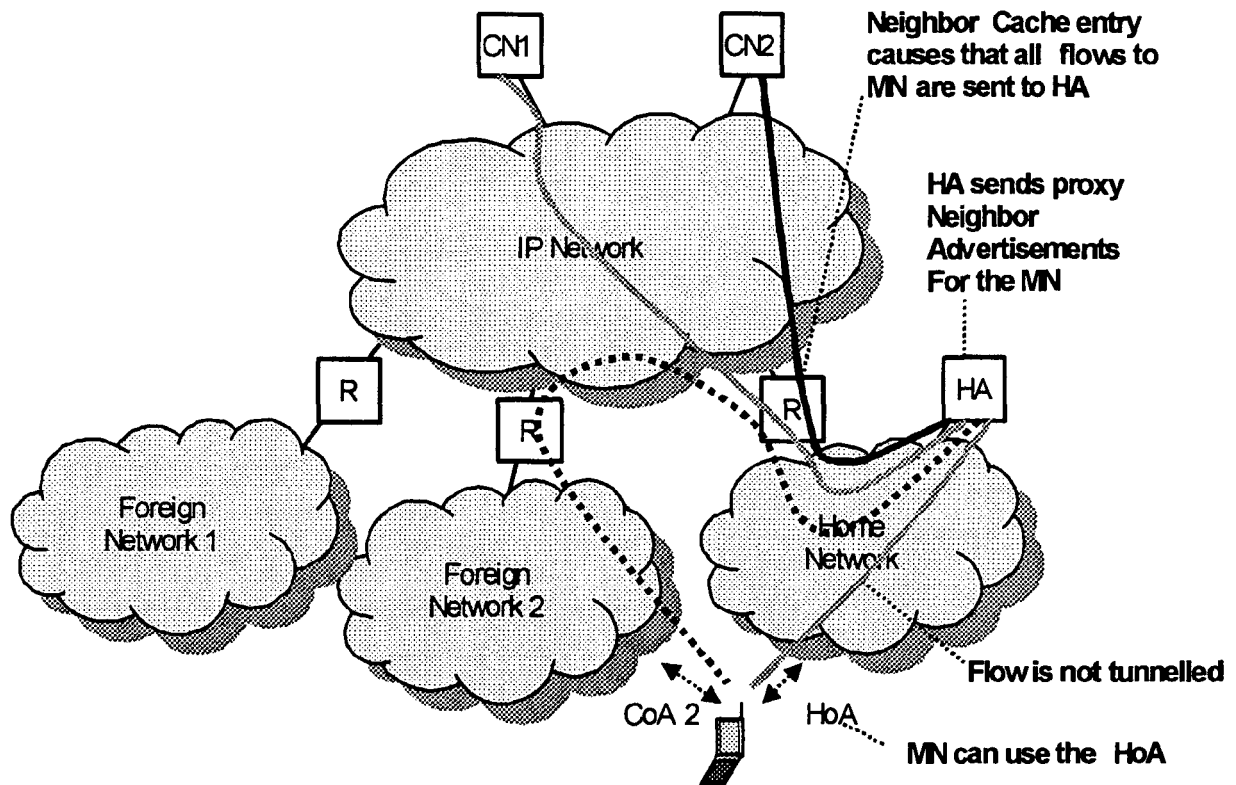 CN1
CN2
Neighbor Cache entry
causes that all flows to
MN are sent to HA
HA sends proxy
Neighbor
Advertisements
For the MN
IP Network
R
R
R
HA
Foreign
Network 1
Foreign
Network 2
Home
Network
Flow is not tunnelled
CoA 2
HoA
MN can use the HoA